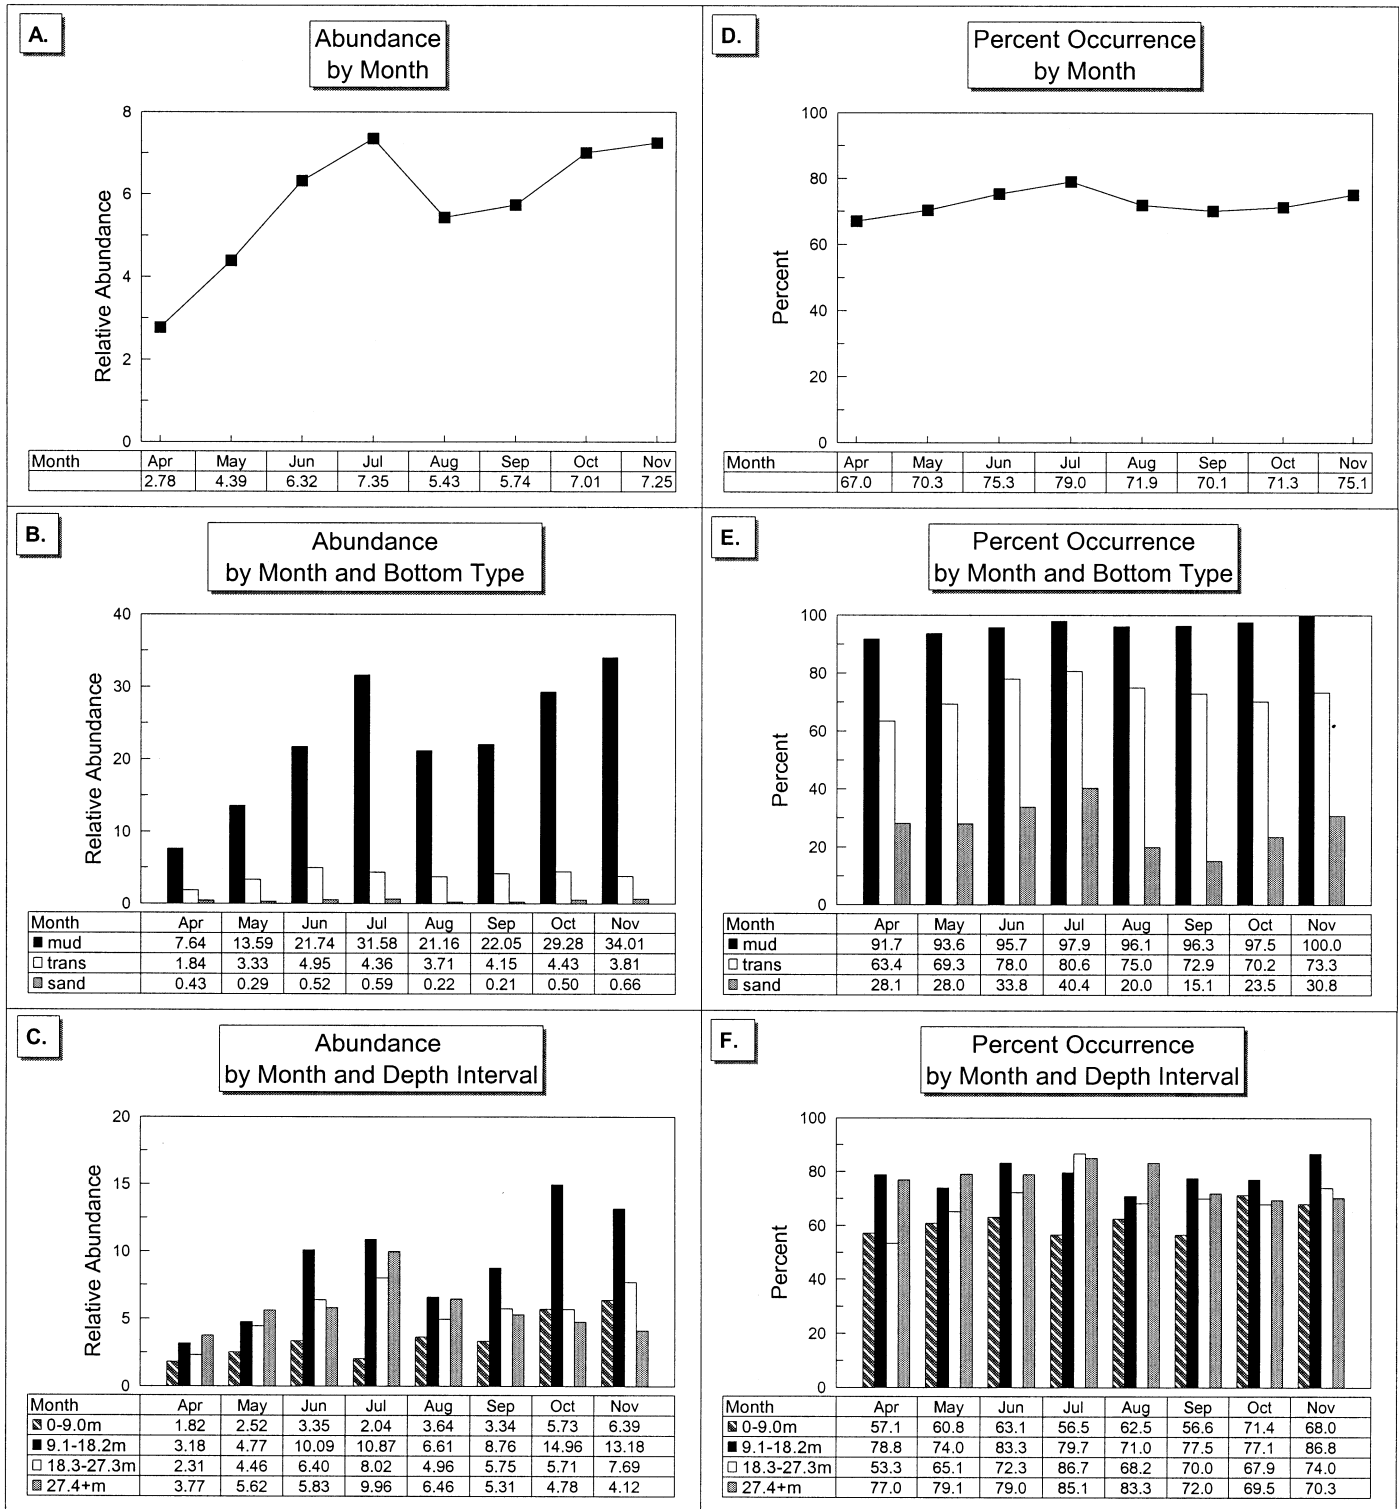 A.
Abundance
by Month
8
6
4
2
0
Relative Abundance
Month Apr May Jun Jul Aug Sep Oct Nov
2.78 4.39 6.32 7.35 5.43 5.74 7.01 7.25
D.
Percent Occurrence
by Month
100
80
60
40
20
0
Percent
Month Apr May Jun Jul Aug Sep Oct Nov
67.0 70.3 75.3 79.0 71.9 70.1 71.3 75.1
B.
Abundance
by Month and Bottom Type
40
30
20
10
0
Relative Abundance
Month Apr May Jun Jul Aug Sep Oct Nov
mud 7.64 13.59 21.74 31.58 21.16 22.05 29.28 34.01
trans 1.84 3.33 4.95 4.36 3.71 4.15 4.43 3.81
sand 0.43 0.29 0.52 0.59 0.22 0.21 0.50 0.66
E.
Percent Occurrence
by Month and Bottom Type
100
80
60
40
20
0
Percent
Month Apr May Jun Jul Aug Sep Oct Nov
mud 91.7 93.6 95.7 97.9 96.1 96.3 97.5 100.0
trans 63.4 69.3 78.0 80.6 75.0 72.9 70.2 73.3
sand 28.1 28.0 33.8 40.4 20.0 15.1 23.5 30.8
C.
Abundance
by Month and Depth Interval
20
15
10
5
0
Relative Abundance
Month Apr May Jun Jul Aug Sep Oct Nov
0-9.0m 1.82 2.52 3.35 2.04 3.64 3.34 5.73 6.39
9.1-18.2m 3.18 4.77 10.09 10.87 6.61 8.76 14.96 13.18
18.3-27.3m 2.31 4.46 6.40 8.02 4.96 5.75 5.71 7.69
27.4+m 3.77 5.62 5.83 9.96 6.46 5.31 4.78 4.12
F.
Percent Occurrence
by Month and Depth Interval
100
80
60
40
20
0
Percent
Month Apr May Jun Jul Aug Sep Oct Nov
0-9.0m 57.1 60.8 63.1 56.5 62.5 56.6 71.4 68.0
9.1-18.2m 78.8 74.0 83.3 79.7 71.0 77.5 77.1 86.8
18.3-27.3m 53.3 65.1 72.3 86.7 68.2 70.0 67.9 74.0
27.4+m 77.0 79.1 79.0 85.1 83.3 72.0 69.5 70.3